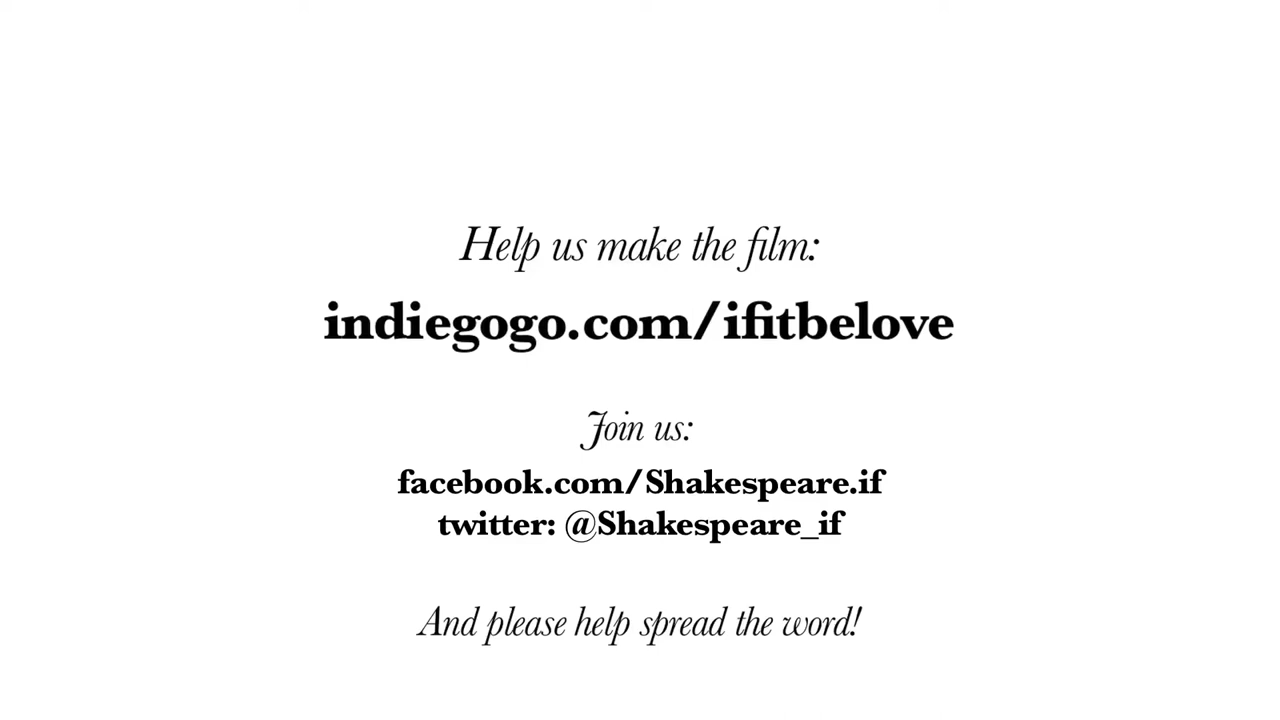 Help us make the film:
indiegogo.com/ifitbelove
Join us:
facebook.com/Shakespeare.if
twitter: @Shakespeare_if
And please help spread the word!